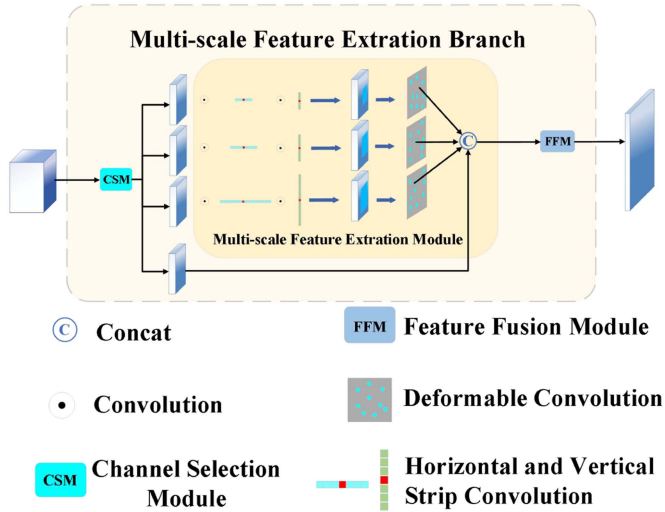 Multi-scale Feature Extration Branch
CSM
C
FFM
Multi-scale Feature Extration Module
C Concat
FFM Feature Fusion Module
Convolution
Deformable Convolution
CSM Channel Selection
Module
Horizontal and Vertical
Strip Convolution